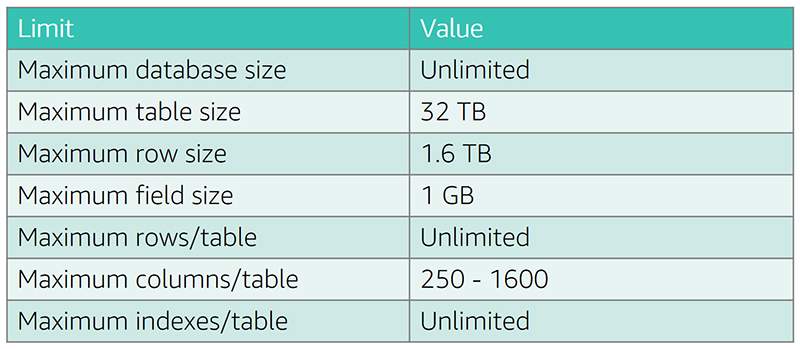 Limit Value
Maximum database size Unlimited
Maximum table size 32 TB
Maximum row size 1.6 TB
Maximum field size 1 GB
Maximum rows/table Unlimited
Maximum columns/table 250 - 1600
Maximum indexes/table Unlimited